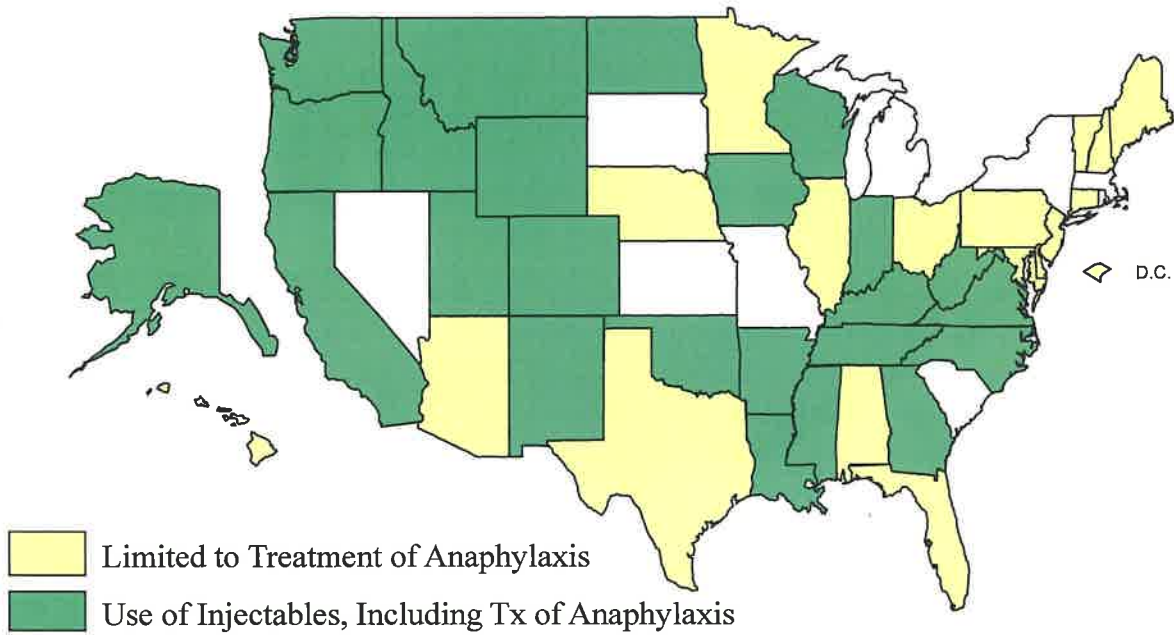 D.C.
Limited to Treatment of Anaphylaxis
Use of Injectables, Including Tx of Anaphylaxis